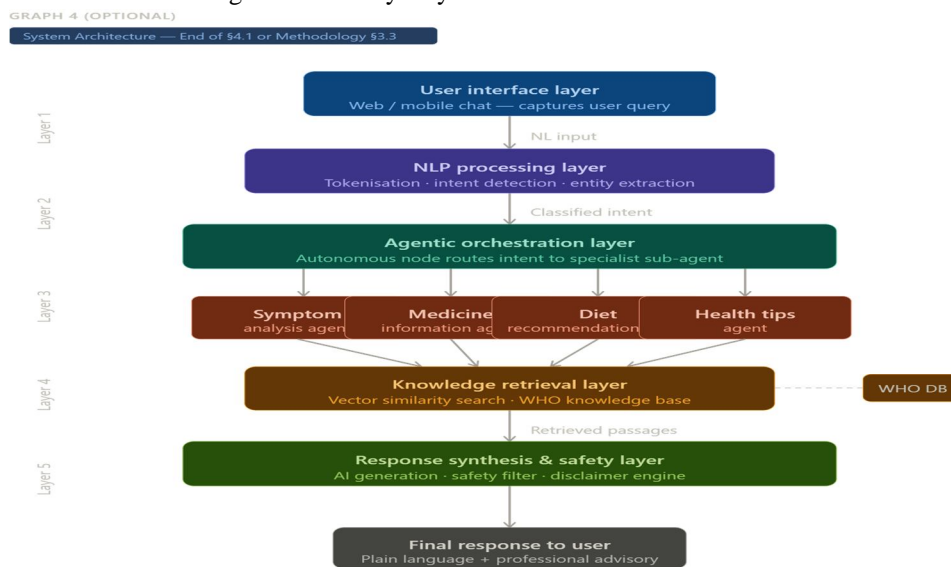 GRAPH 4 (OPTIONAL)
System Architecture — End of §4.1 or Methodology §3.3
User interface layer
Web / mobile chat — captures user query
Layer 1
NL input
NLP processing layer
Tokenisation · intent detection · entity extraction
Layer 2
Classified intent
Agentic orchestration layer
Autonomous node routes intent to specialist sub-agent
Layer 3
Symptom
analysis agen
Medicine
information ag
Diet
recommendation
Health tips
agent
Layer 4
Knowledge retrieval layer
Vector similarity search · WHO knowledge base
WHO DB
Retrieved passages
Layer 5
Response synthesis & safety layer
AI generation · safety filter · disclaimer engine
Final response to user
Plain language + professional advisory